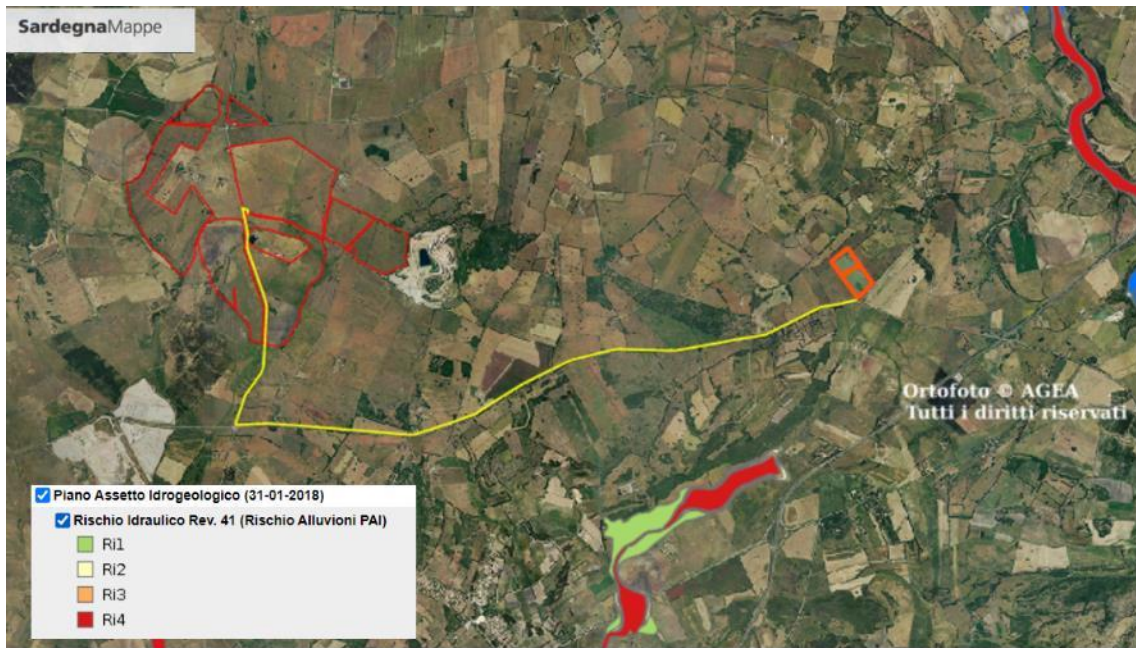 SardegnaMappe
Ortofoto © AGEA
Tutti i diritti riservati
Piano Assetto Idrogeologico (31-01-2018)
Rischio Idraulico Rev. 41 (Rischio Alluvioni PAI)
Ri1
Ri2
Ri3
Ri4